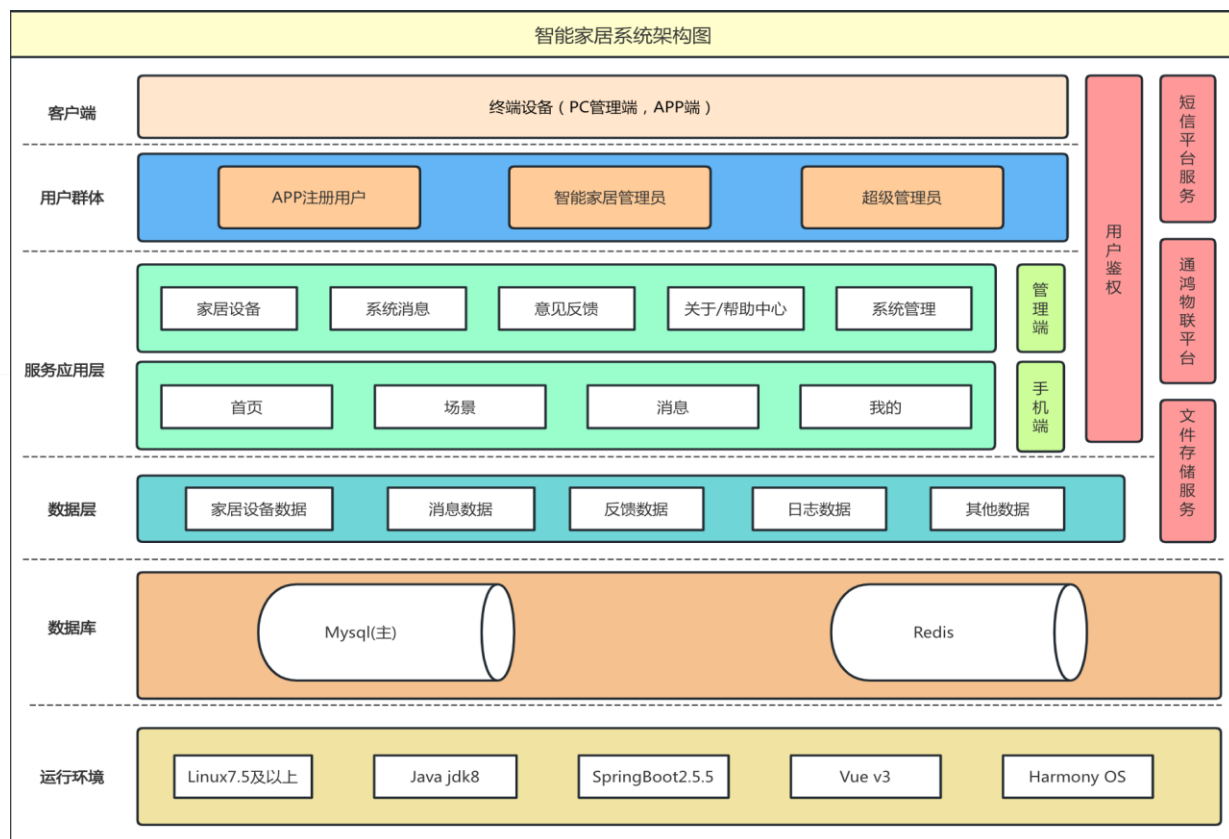 智能家居系统架构图
客户端
终端设备（PC管理端，APP端）
用户群体
APP注册用户
智能家居管理员
超级管理员
服务应用层
家居设备
系统消息
意见反馈
关于/帮助中心
系统管理
管理端
首页
场景
消息
我的
手机端
用户鉴权
短信平台服务
通鸿物联平台
文件存储服务
数据层
家居设备数据
消息数据
反馈数据
日志数据
其他数据
数据库
Mysql(主)
Redis
运行环境
Linux7.5及以上
Java jdk8
SpringBoot2.5.5
Vue v3
Harmony OS